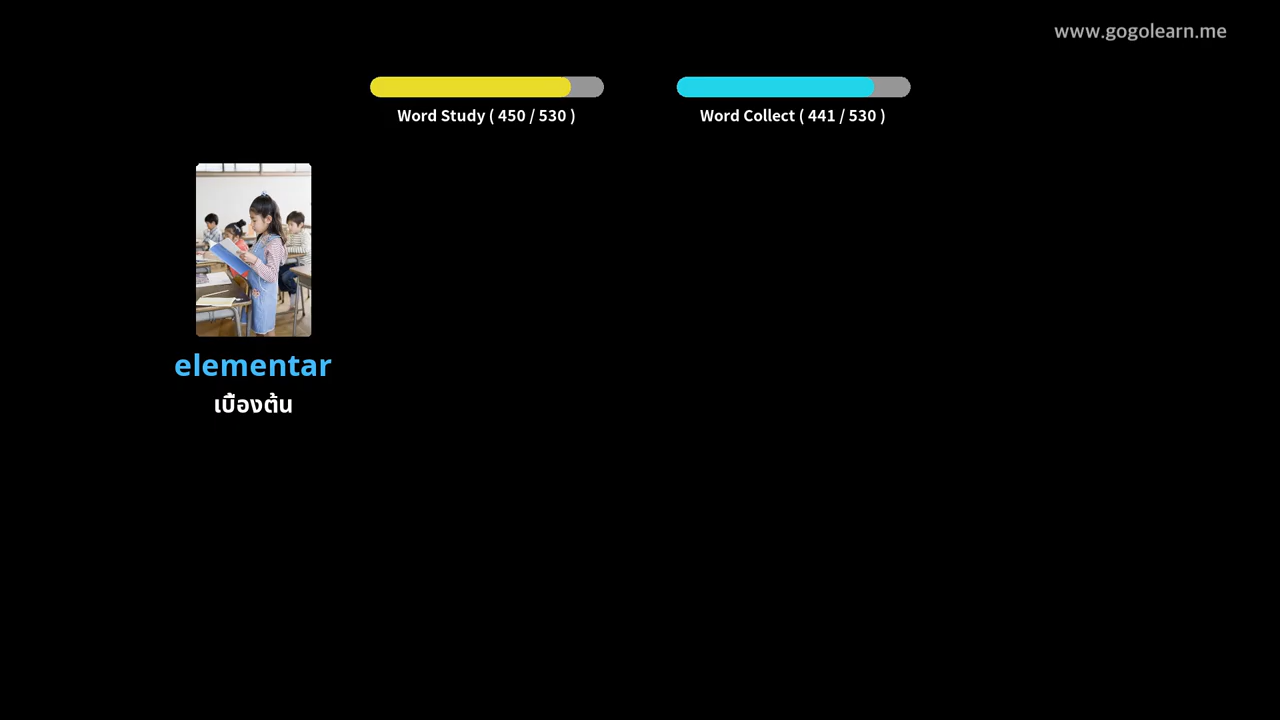 www.gogolearn.me
Word Study ( 450 / 530 )
Word Collect ( 441 / 530 )
elementar
เบื้องต้น